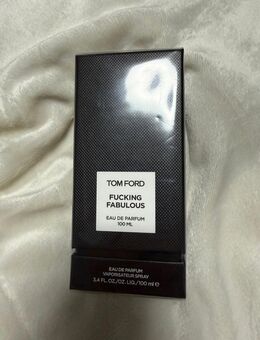 TOM FORD
FUCKING
FABULOUS
EAU DE PARFUM
100 ML
EAU DE PARFUM
VAPORISATEUR SPRAY
3.4 FL.OZ./OZ. LIQ./100 ml ℮